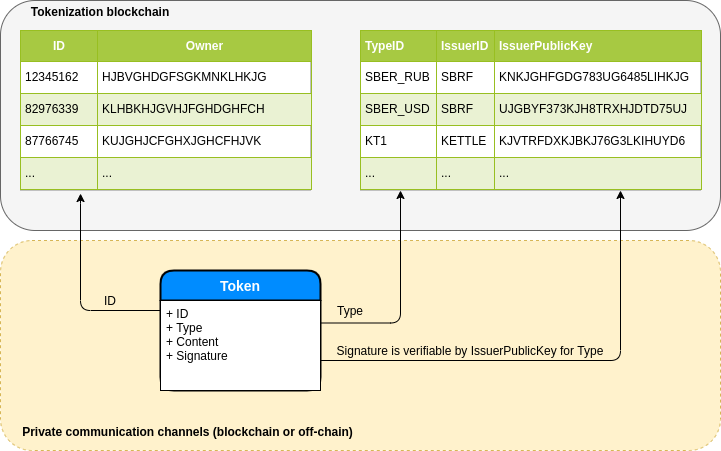 Tokenization blockchain
ID Owner
12345162 HJBVGHDGFSGKMNKLHKJG
82976339 KLHBKHJGVHJFGHDGHFCH
87766745 KUJGHJCFGHXJGHCFHJVK
... ...
TypeID IssuerID IssuerPublicKey
SBER_RUB SBRF KNKJGHFGDG783UG6485LIHKJG
SBER_USD SBRF UJGBYF373KJH8TRXHJDTD75UJ
KT1 KETTLE KJVTRFDXKJBKJ76G3LKIHUYD6
... ... ...
Token
+ ID
+ Type
+ Content
+ Signature
ID
Type
Signature is verifiable by IssuerPublicKey for Type
Private communication channels (blockchain or off-chain)